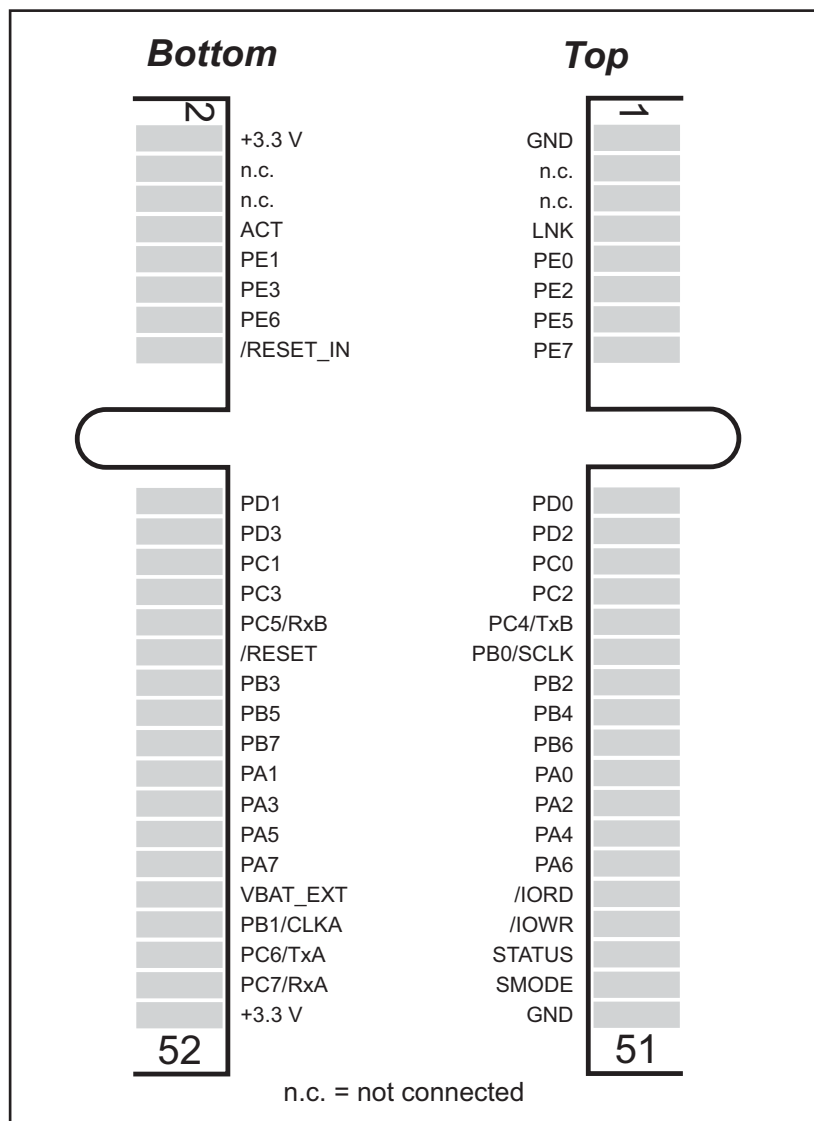 Bottom Top
2 1
+3.3 V GND
n.c. n.c.
n.c. n.c.
ACT LNK
PE1 PE0
PE3 PE2
PE6 PE5
/RESET_IN PE7
PD1 PD0
PD3 PD2
PC1 PC0
PC3 PC2
PC5/RxB PC4/TxB
/RESET PB0/SCLK
PB3 PB2
PB5 PB4
PB7 PB6
PA1 PA0
PA3 PA2
PA5 PA4
PA7 PA6
VBAT_EXT /IORD
PB1/CLKA /IOWR
PC6/TxA STATUS
PC7/RxA SMODE
+3.3 V GND
52 51
n.c. = not connected